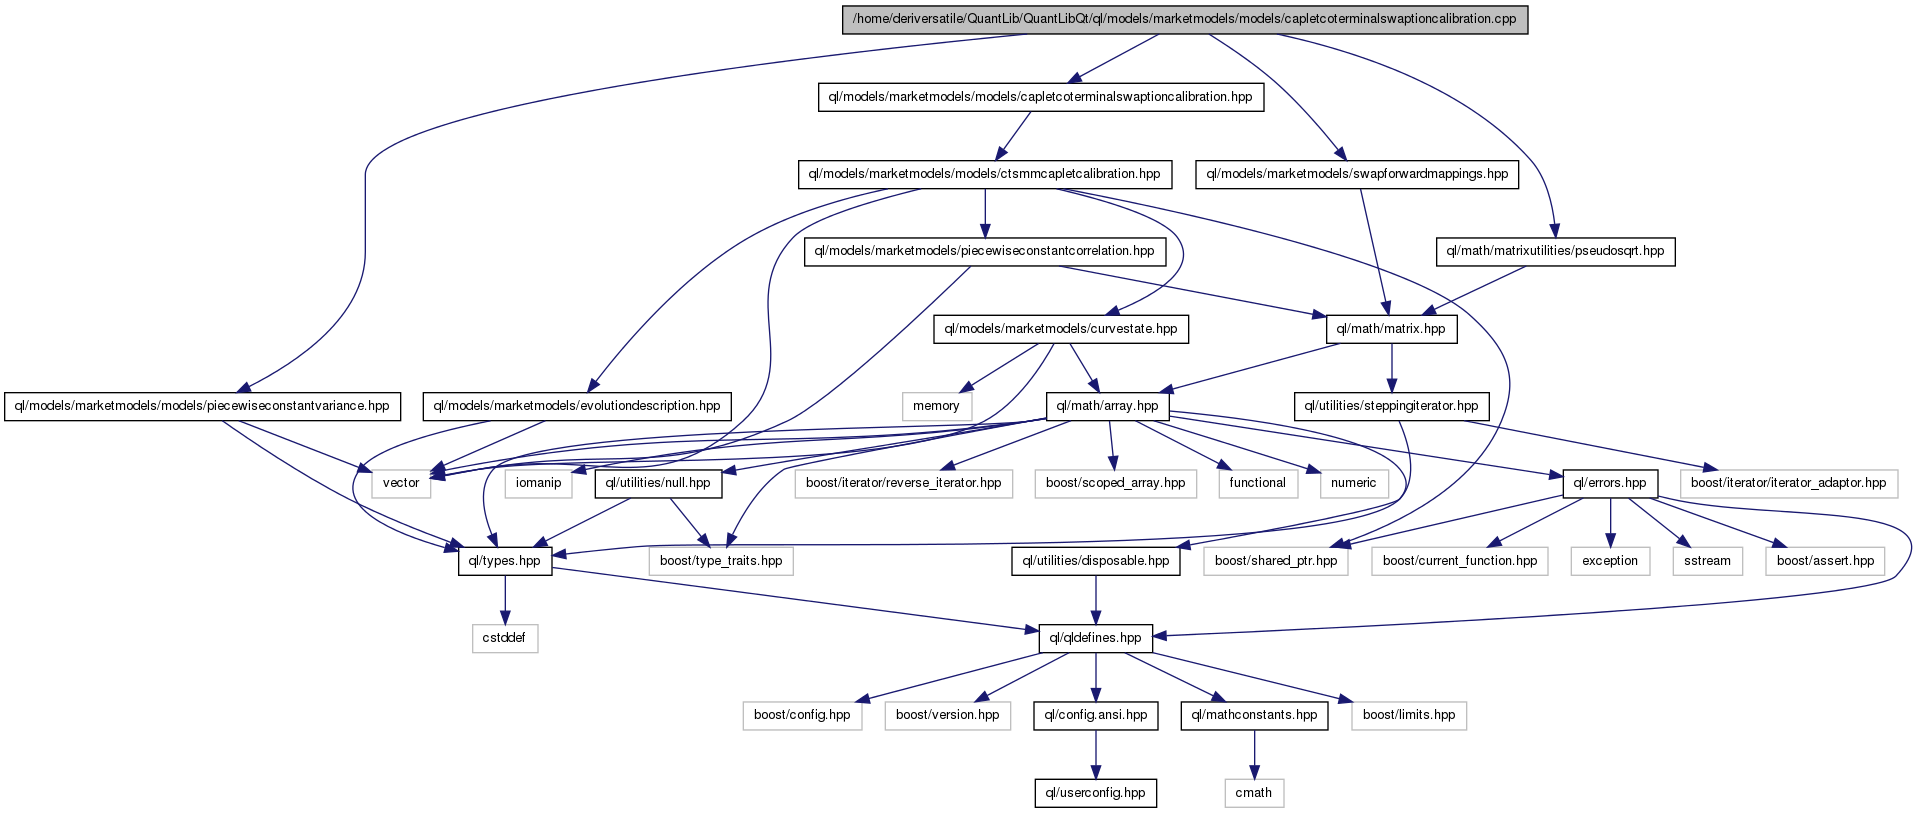 /home/deriversatile/QuantLib/QuantLibQt/ql/models/marketmodels/models/capletcoterminalswaptioncalibration.cpp
ql/models/marketmodels/models/capletcoterminalswaptioncalibration.hpp
ql/models/marketmodels/models/ctsmmcapletcalibration.hpp
ql/models/marketmodels/swapforwardmappings.hpp
ql/models/marketmodels/piecewiseconstantcorrelation.hpp
ql/math/matrixutilities/pseudosqrt.hpp
ql/models/marketmodels/curvestate.hpp
ql/math/matrix.hpp
ql/models/marketmodels/models/piecewiseconstantvariance.hpp
ql/models/marketmodels/evolutiondescription.hpp
memory
ql/math/array.hpp
ql/utilities/steppingiterator.hpp
vector
iomanip
ql/utilities/null.hpp
boost/iterator/reverse_iterator.hpp
boost/scoped_array.hpp
functional
numeric
ql/errors.hpp
boost/iterator/iterator_adaptor.hpp
ql/types.hpp
boost/type_traits.hpp
ql/utilities/disposable.hpp
boost/shared_ptr.hpp
boost/current_function.hpp
exception
sstream
boost/assert.hpp
cstddef
ql/qldefines.hpp
boost/config.hpp
boost/version.hpp
ql/config.ansi.hpp
ql/mathconstants.hpp
boost/limits.hpp
ql/userconfig.hpp
cmath